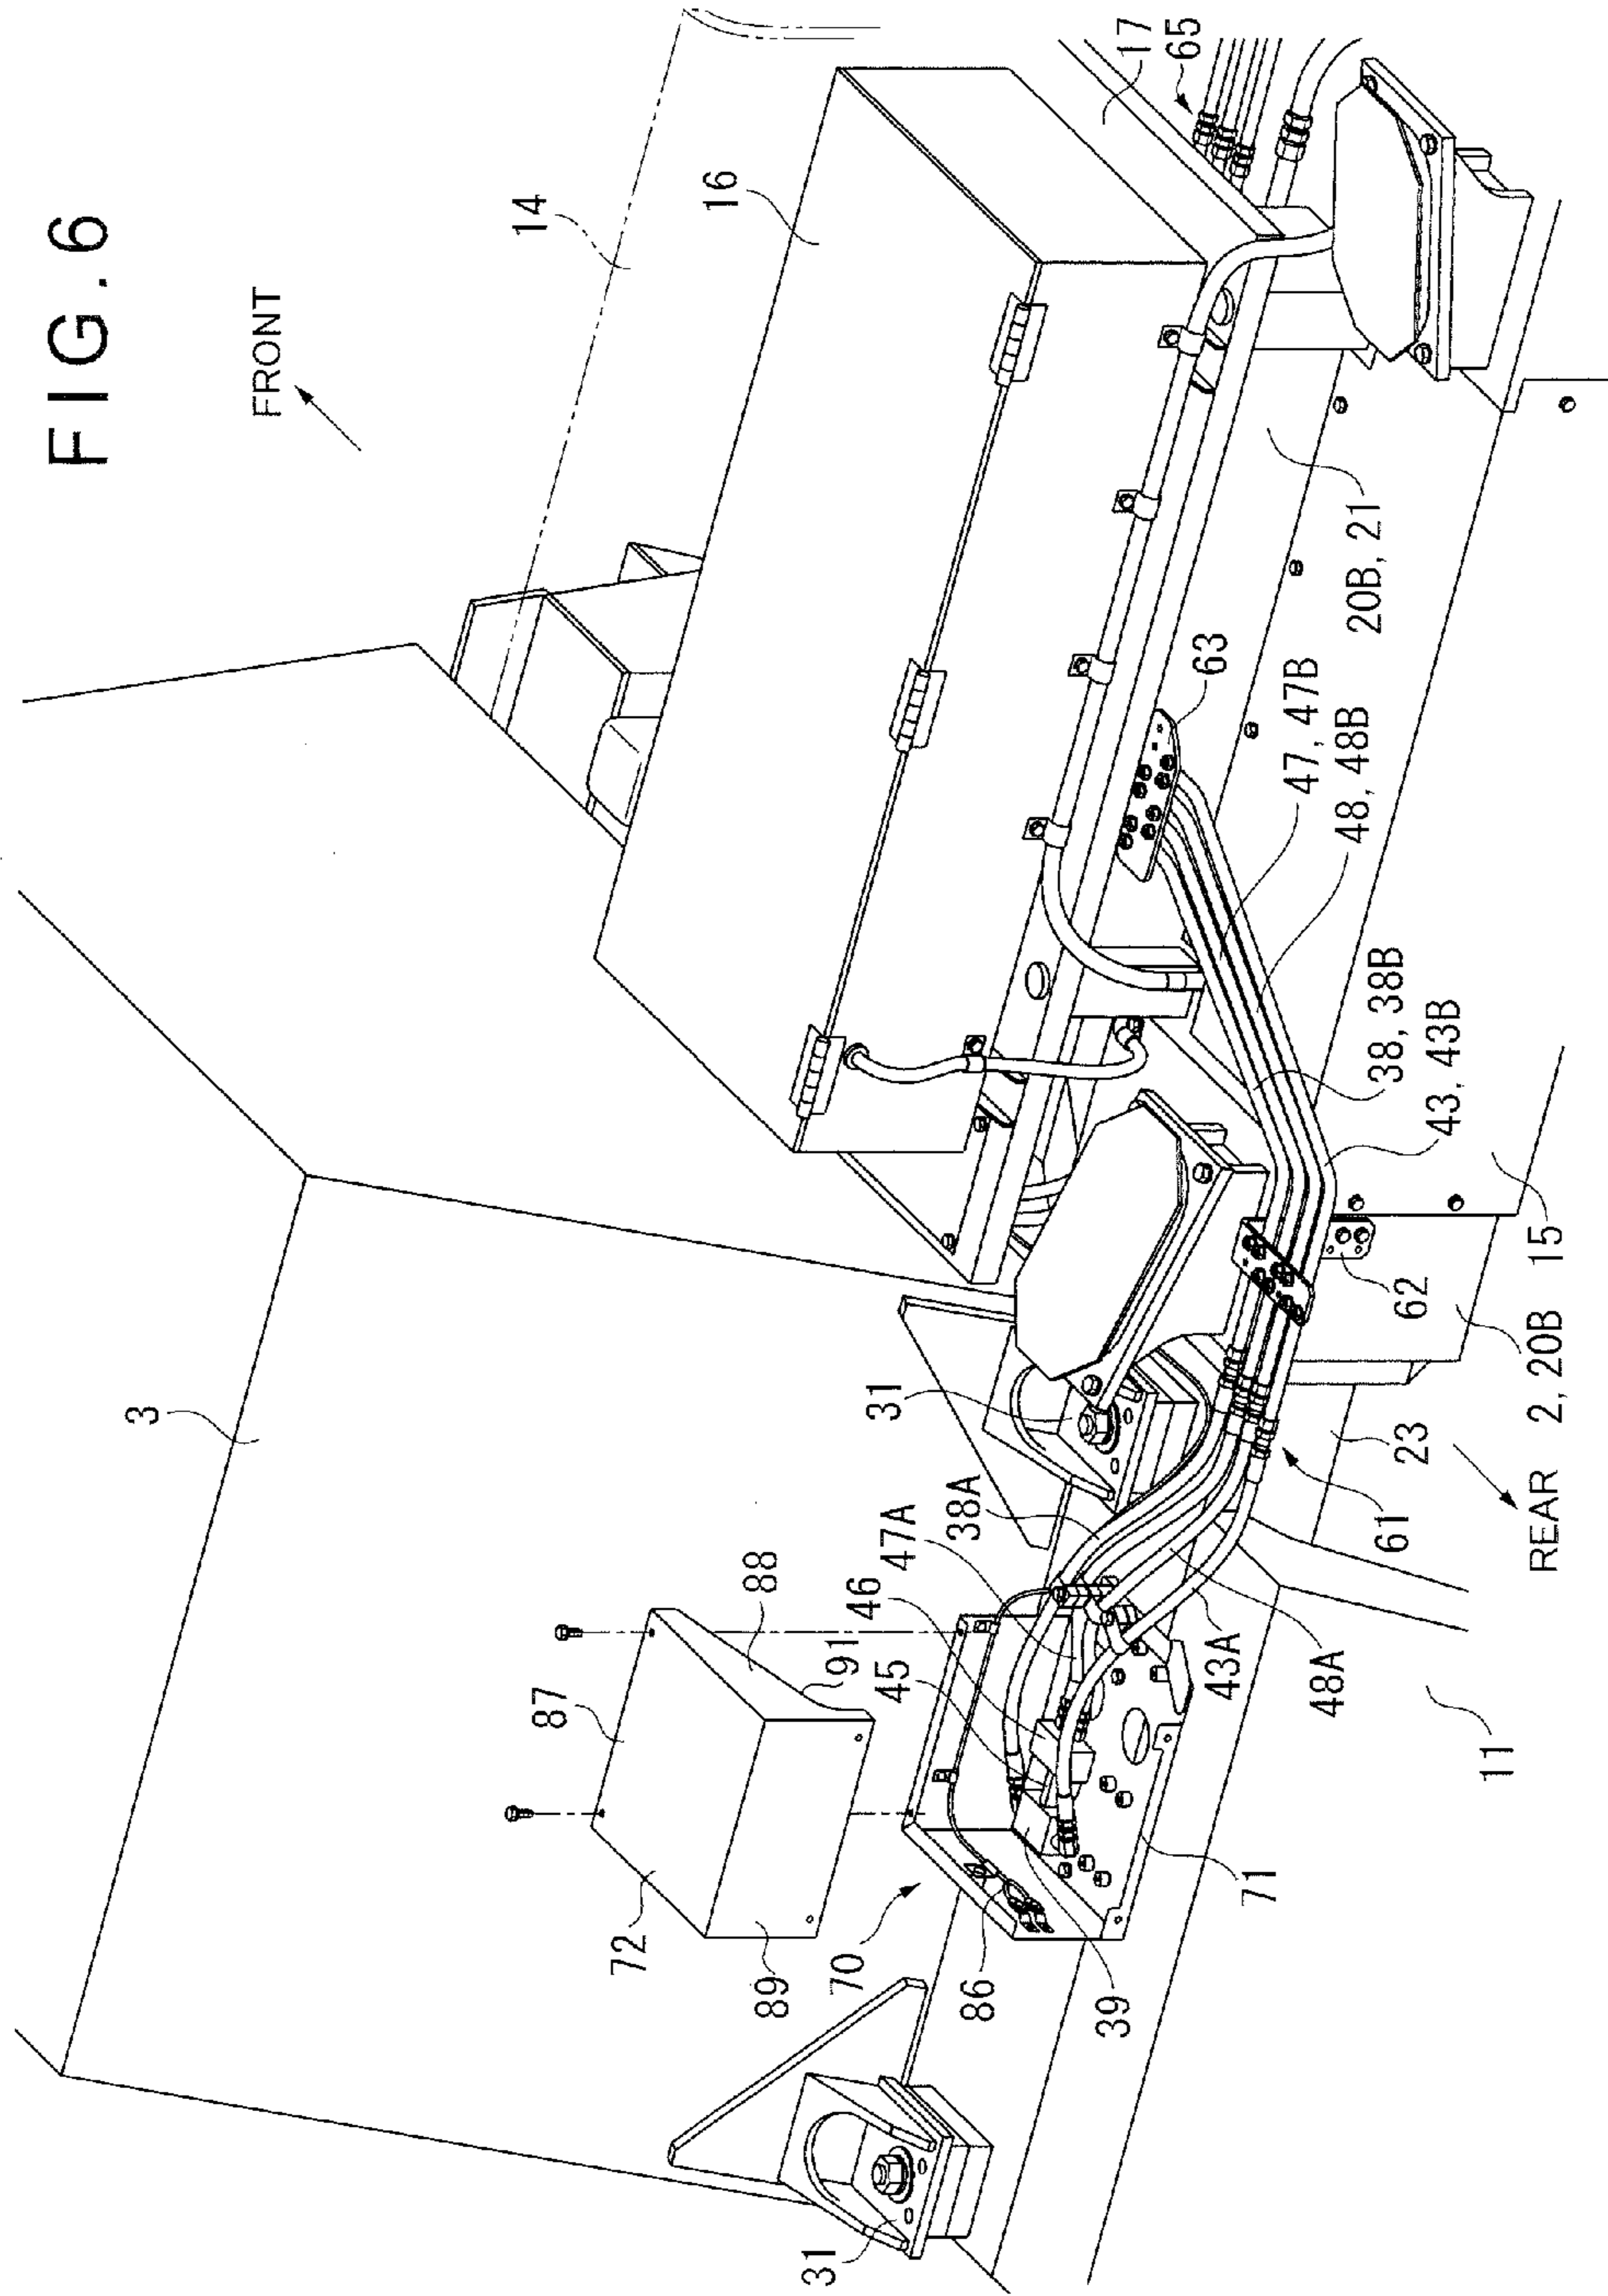 FIG.6
FRONT
14
16
17
65
3
63
20B, 21
47, 47B
48, 48B
38, 38B
43, 43B
31
62
15
2, 20B
23
REAR
61
38A
47A
46
45
88
91
87
43A
48A
11
72
89
70
86
39
71
31